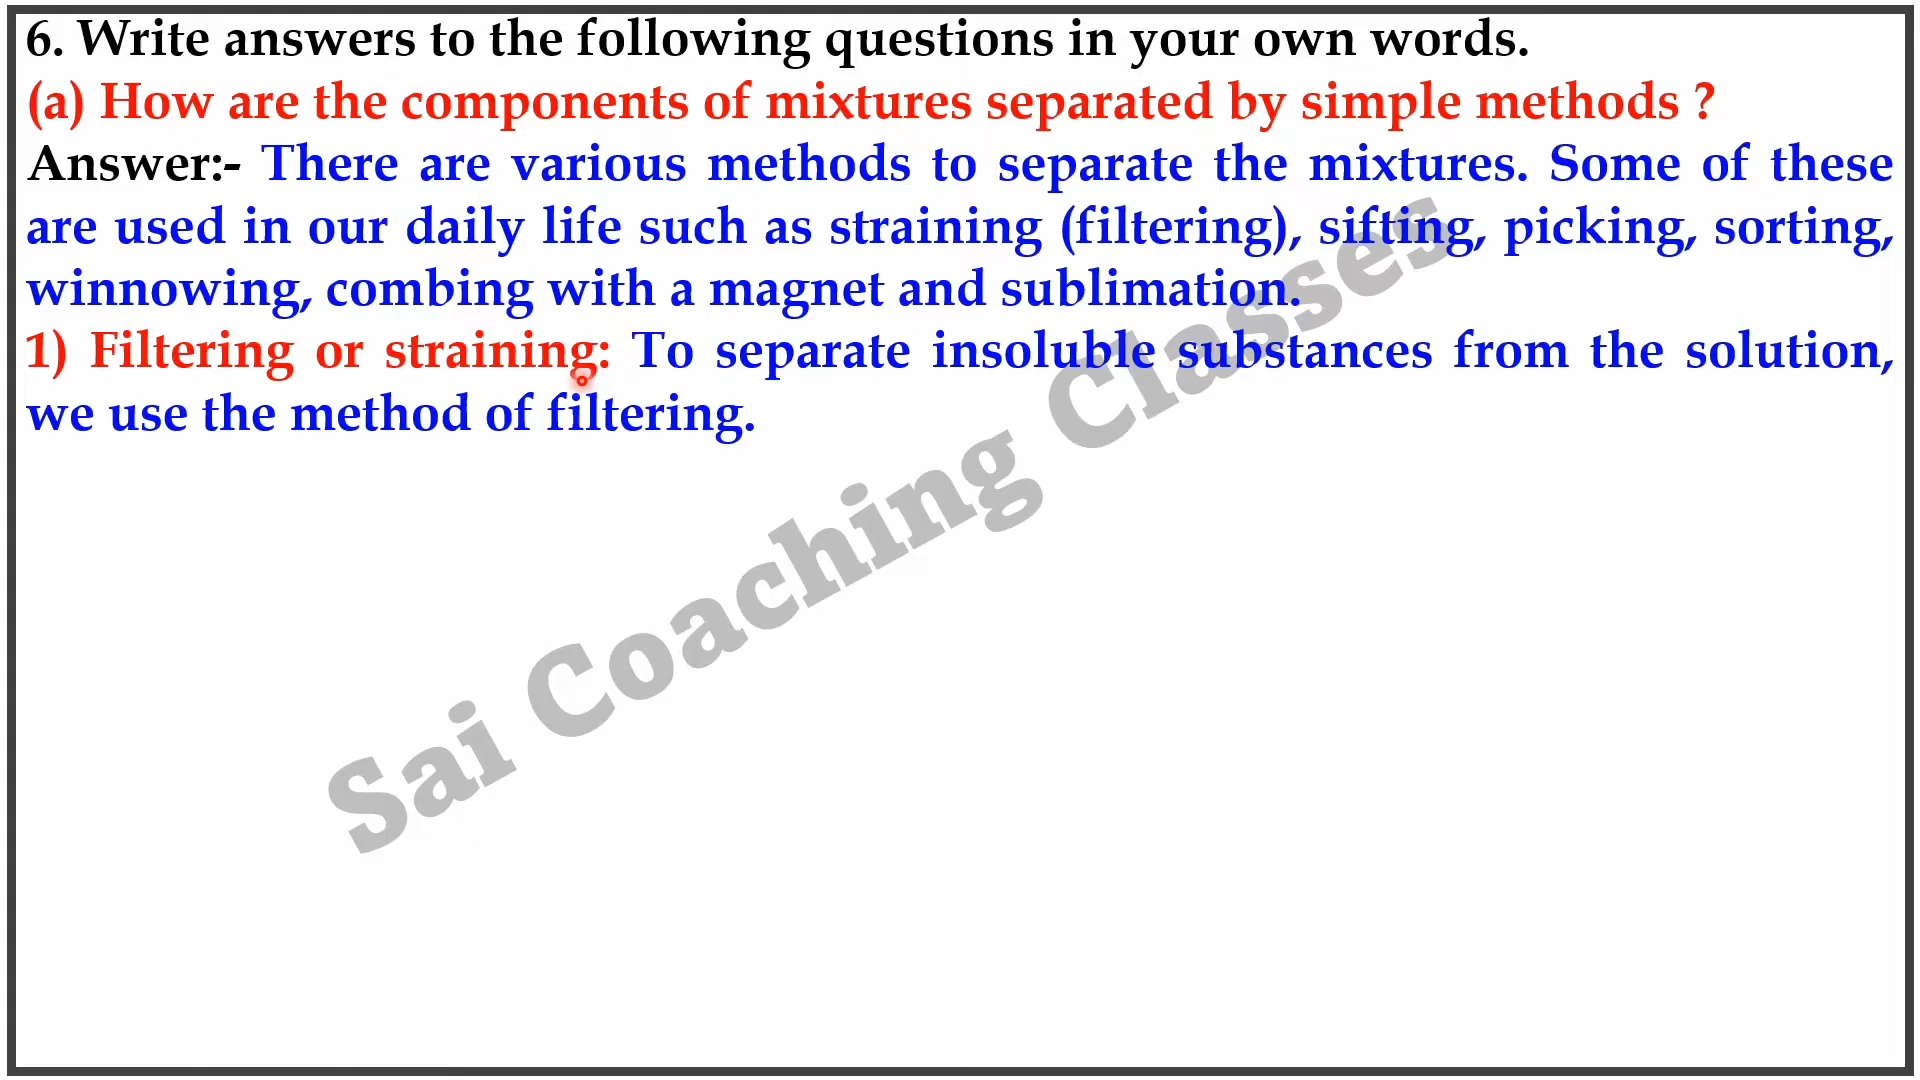 6. Write answers to the following questions in your own words.
(a) How are the components of mixtures separated by simple methods ?
Answer:- There are various methods to separate the mixtures. Some of these
are used in our daily life such as straining (filtering), sifting, picking, sorting,
winnowing, combing with a magnet and sublimation.
1) Filtering or straining: To separate insoluble substances from the solution,
we use the method of filtering.
Sai Coaching Classes